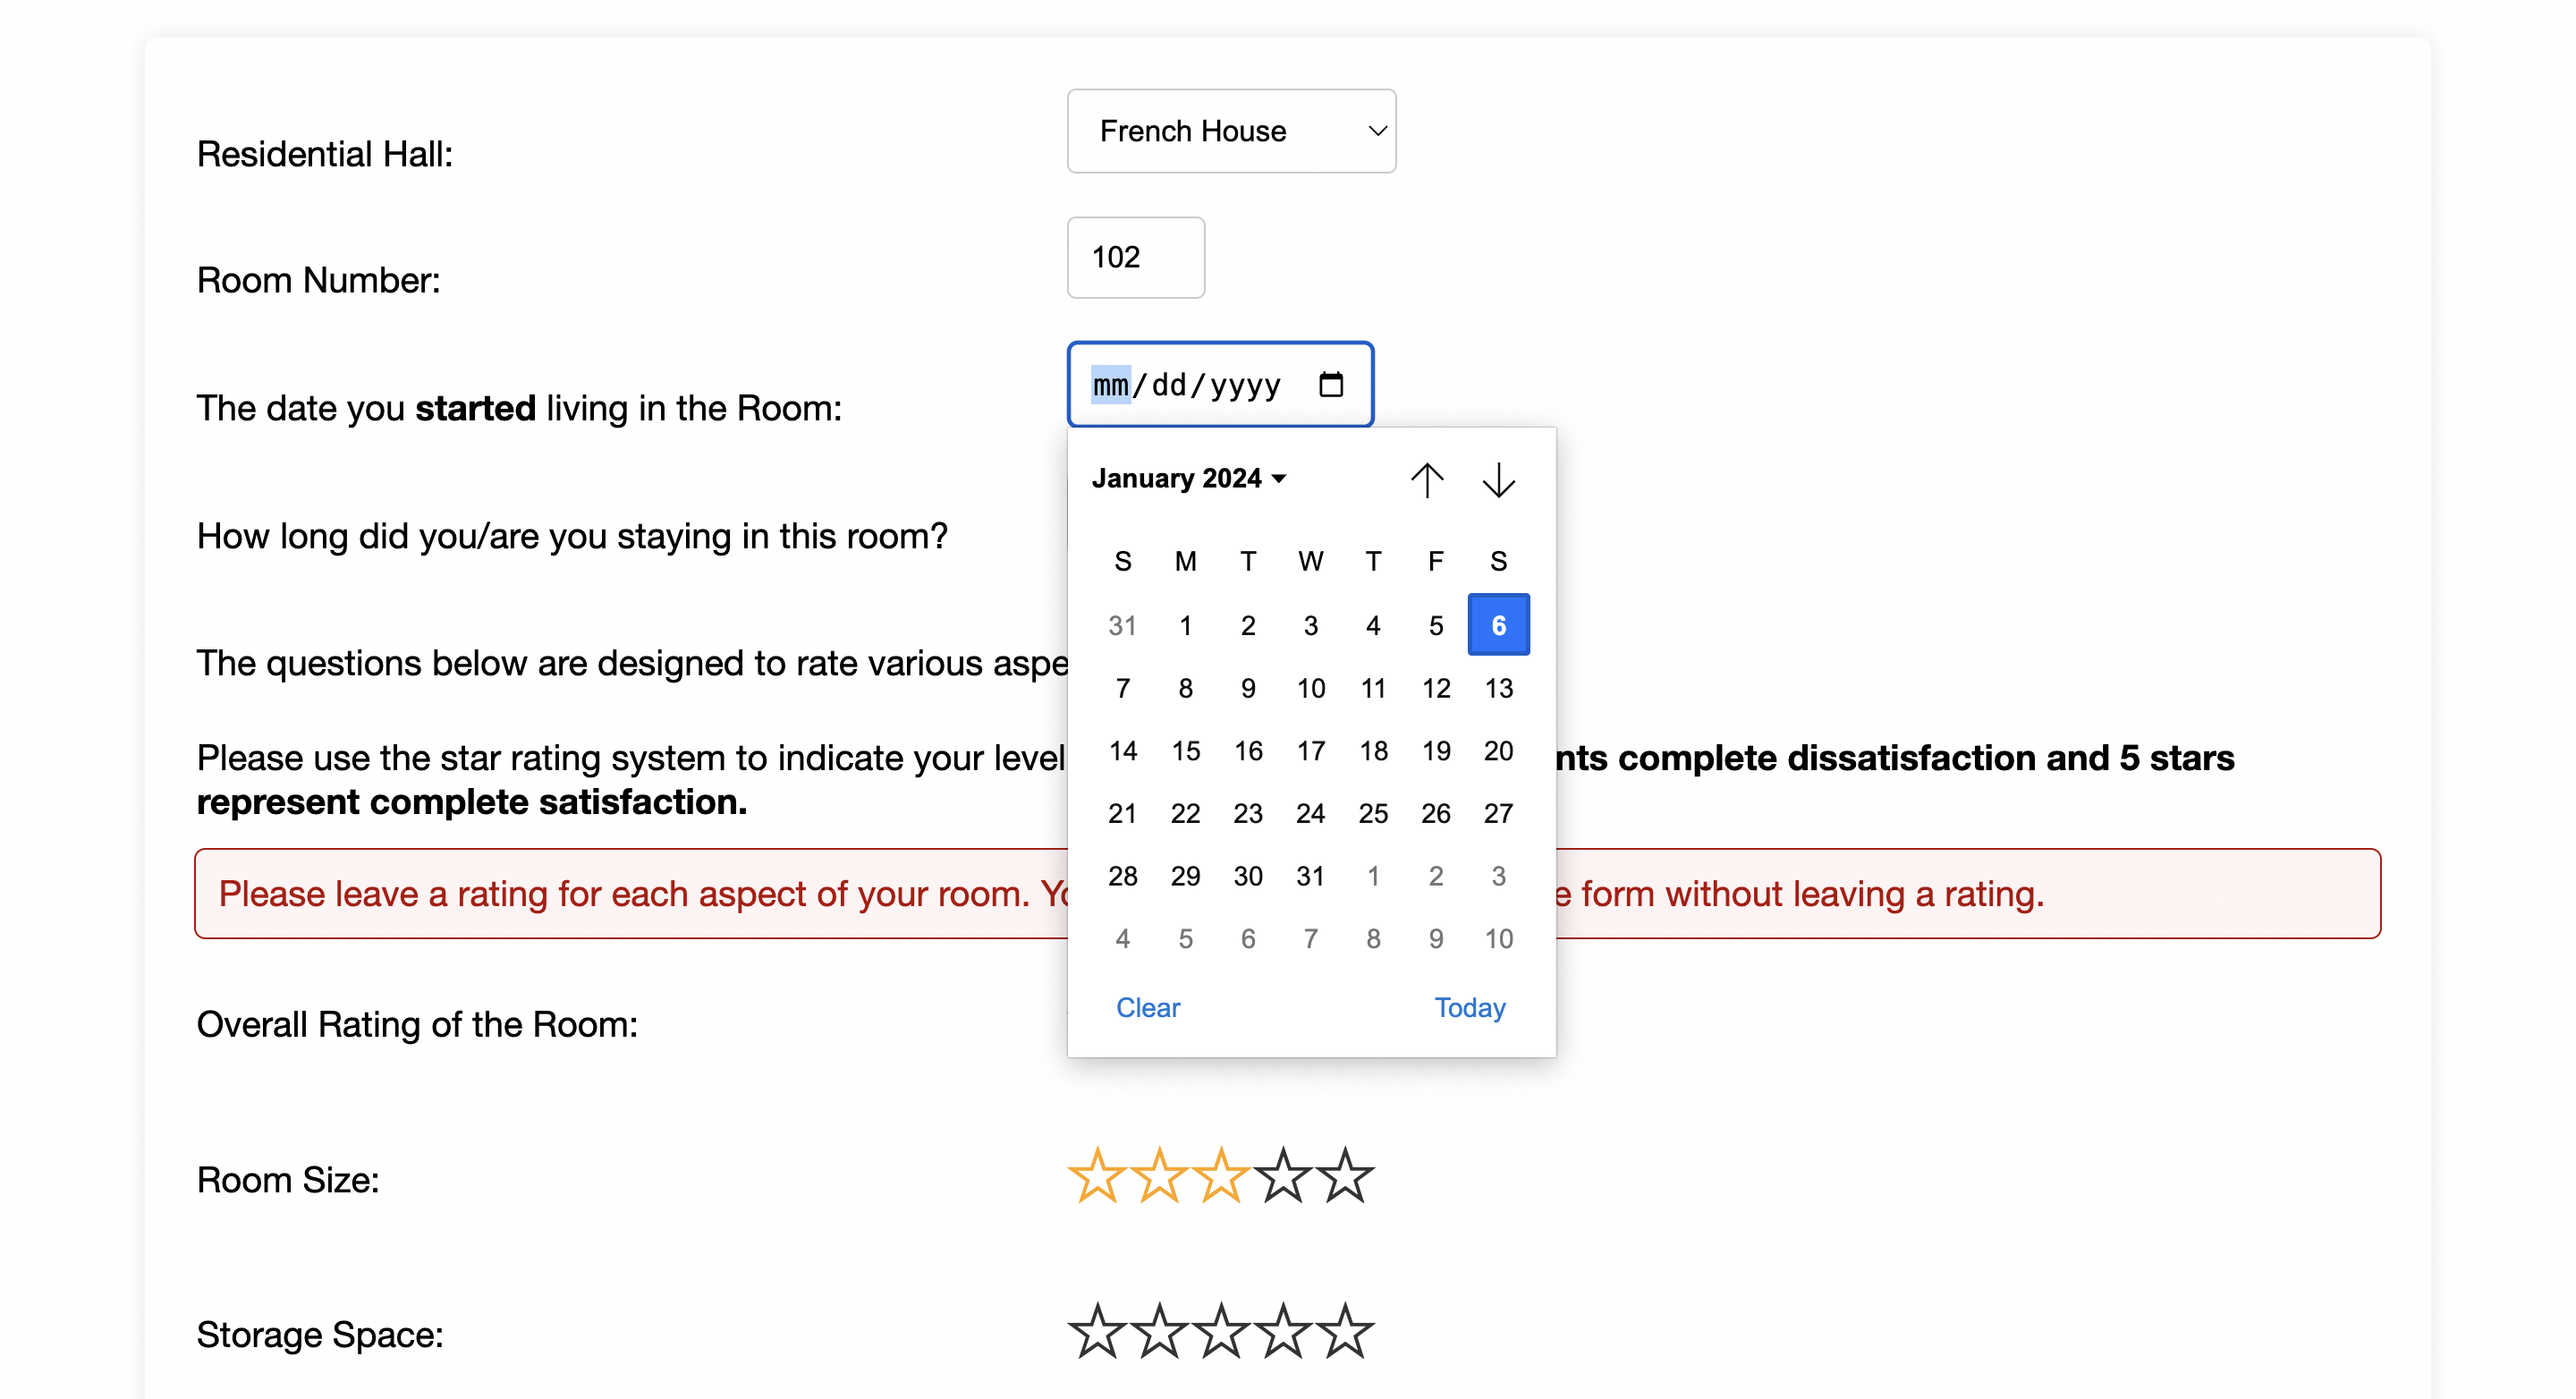 Residential Hall:
French House
Room Number:
102
The date you started living in the Room:
mm/dd/yyyy
January 2024
S M T W T F S
31 1 2 3 4 5 6
7 8 9 10 11 12 13
14 15 16 17 18 19 20
21 22 23 24 25 26 27
28 29 30 31 1 2 3
4 5 6 7 8 9 10
Clear Today
How long did you/are you staying in this room?
The questions below are designed to rate various
Please use the star rating system to indicate your level complete dissatisfaction and 5 stars
represent complete satisfaction.
Please leave a rating for each aspect of your room. form without leaving a rating.
Overall Rating of the Room:
Room Size:
Storage Space: